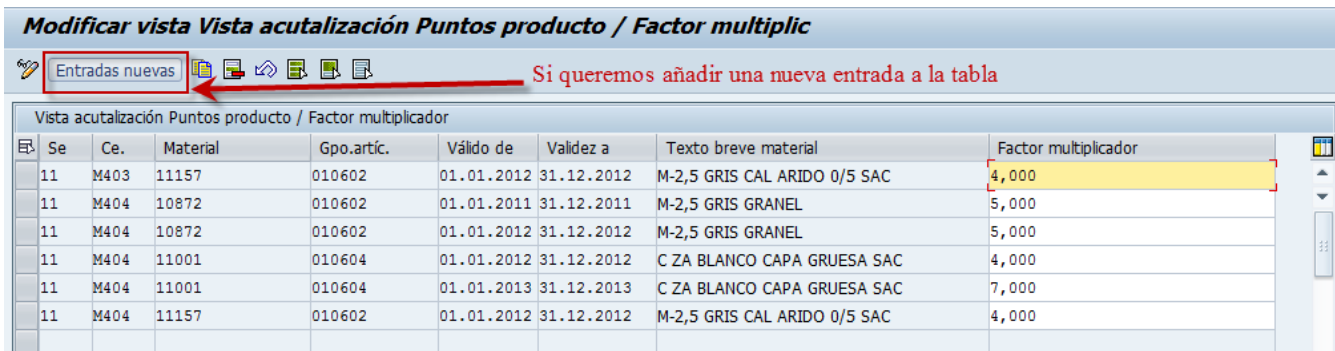 Modificar vista Vista acutalización Puntos producto / Factor multiplic
Entradas nuevas Si queremos añadir una nueva entrada a la tabla
Vista acutalización Puntos producto / Factor multiplicador
Se Ce. Material Gpo.artíc. Válido de Validez a Texto breve material Factor multiplicador
11 M403 11157 010602 01.01.2012 31.12.2012 M-2,5 GRIS CAL ARIDO 0/5 SAC 4,000
11 M404 10872 010602 01.01.2011 31.12.2011 M-2,5 GRIS GRANEL 5,000
11 M404 10872 010602 01.01.2012 31.12.2012 M-2,5 GRIS GRANEL 5,000
11 M404 11001 010604 01.01.2012 31.12.2012 C ZA BLANCO CAPA GRUESA SAC 4,000
11 M404 11001 010604 01.01.2013 31.12.2013 C ZA BLANCO CAPA GRUESA SAC 7,000
11 M404 11157 010602 01.01.2012 31.12.2012 M-2,5 GRIS CAL ARIDO 0/5 SAC 4,000